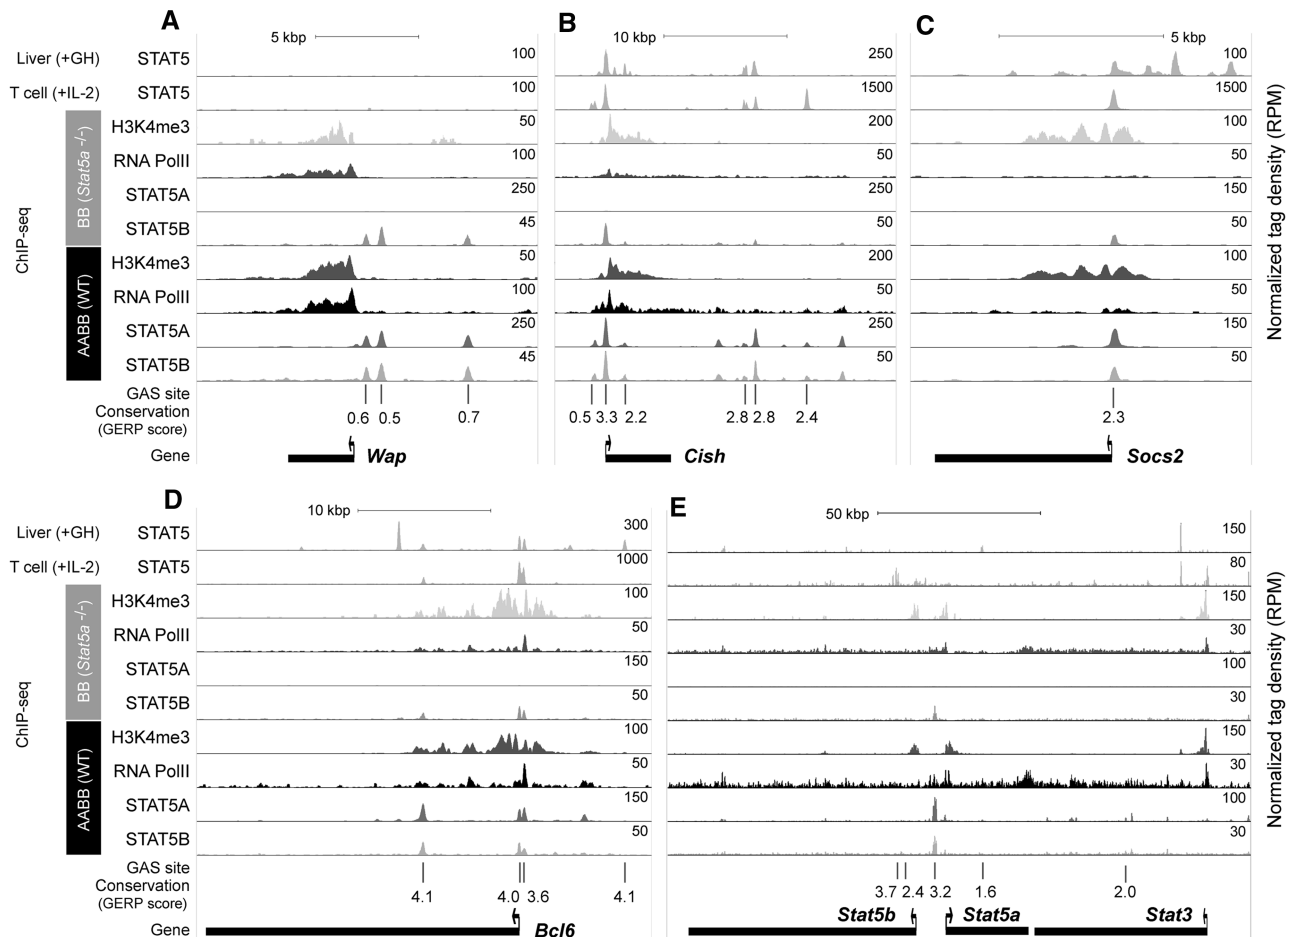 A
B
C
5 kbp
10 kbp
5 kbp
Liver (+GH) STAT5 100 250 100
T cell (+IL-2) STAT5 100 1500 1500
H3K4me3 50 200 100
RNA PolII 100 50 50
STAT5A 250 250 150
STAT5B 45 50 50
H3K4me3 50 200 100
RNA PolII 100 50 50
STAT5A 250 250 150
STAT5B 45 50 50
ChIP-seq
BB (Stat5a -/-)
AABB (WT)
Normalized tag density (RPM)
GAS site
Conservation
(GERP score)
0.6 0.5 0.7
0.5 3.3 2.2 2.8 2.8 2.4
2.3
Gene Wap Cish Socs2
D
E
10 kbp
50 kbp
Liver (+GH) STAT5 300 150
T cell (+IL-2) STAT5 1000 80
H3K4me3 100 150
RNA PolII 50 30
STAT5A 150 100
STAT5B 50 30
H3K4me3 100 150
RNA PolII 50 30
STAT5A 150 100
STAT5B 50 30
ChIP-seq
BB (Stat5a -/-)
AABB (WT)
Normalized tag density (RPM)
GAS site
Conservation
(GERP score)
4.1 4.0 3.6 4.1
3.7 2.4 3.2 1.6 2.0
Gene Bcl6 Stat5b Stat5a Stat3